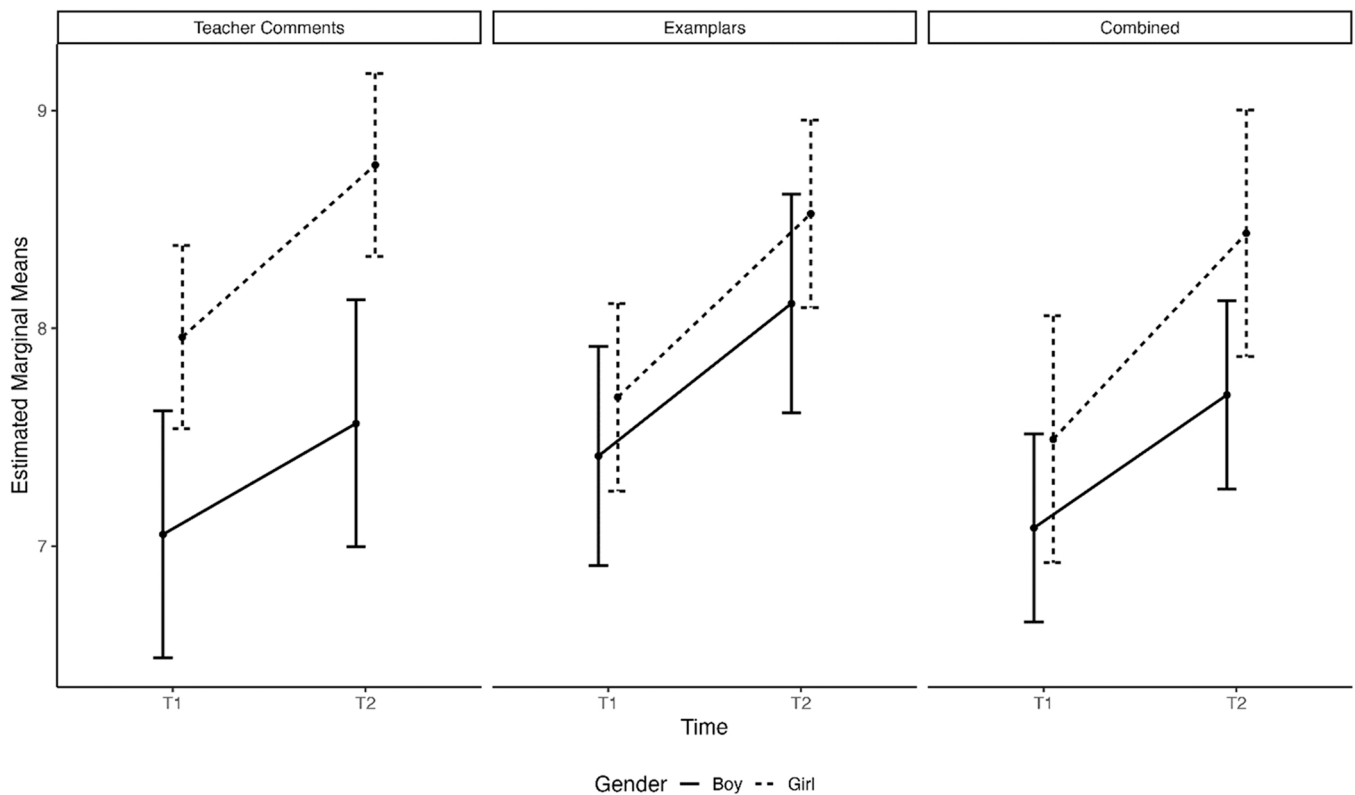 Teacher Comments
Examplars
Combined
Estimated Marginal Means
9
8
7
T1
T2
T1
T2
T1
T2
Time
Gender Boy Girl